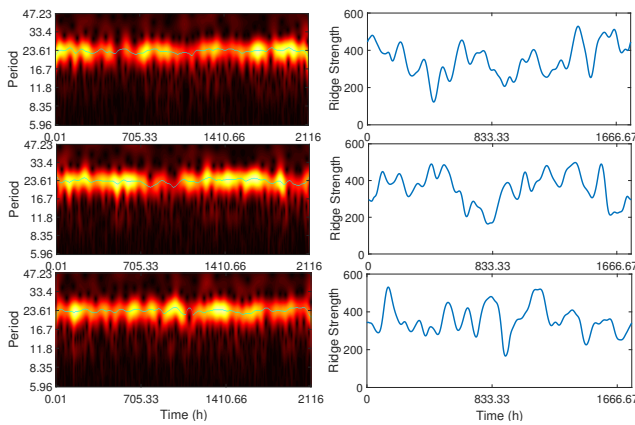 47.23
33.4
23.61
16.7
11.8
8.35
5.96
Period
0.01 705.33 1410.66 2116
600
400
200
0
Ridge Strength
0 833.33 1666.67
47.23
33.4
23.61
16.7
11.8
8.35
5.96
Period
0.01 705.33 1410.66 2116
600
400
200
0
Ridge Strength
0 833.33 1666.67
47.23
33.4
23.61
16.7
11.8
8.35
5.96
Period
0.01 705.33 1410.66 2116
Time (h)
600
400
200
0
Ridge Strength
0 833.33 1666.67
Time (h)